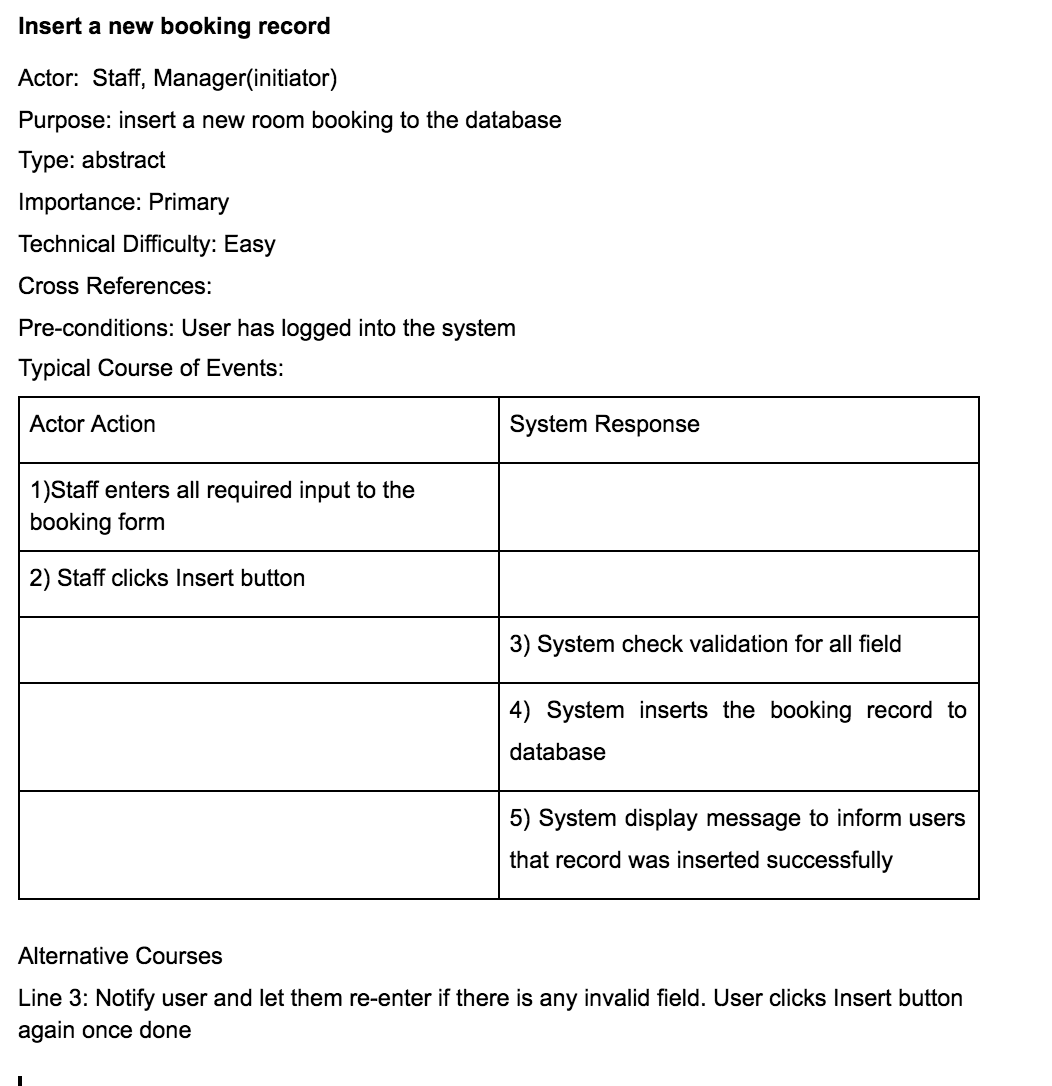 Insert a new booking record
Actor:  Staff, Manager(initiator)
Purpose: insert a new room booking to the database
Type: abstract
Importance: Primary
Technical Difficulty: Easy
Cross References:
Pre-conditions: User has logged into the system
Typical Course of Events:
Actor Action
System Response
1)Staff enters all required input to the
booking form
2) Staff clicks Insert button
3) System check validation for all field
4) System inserts the booking record to
database
5) System display message to inform users
that record was inserted successfully
Alternative Courses
Line 3: Notify user and let them re-enter if there is any invalid field. User clicks Insert button
again once done